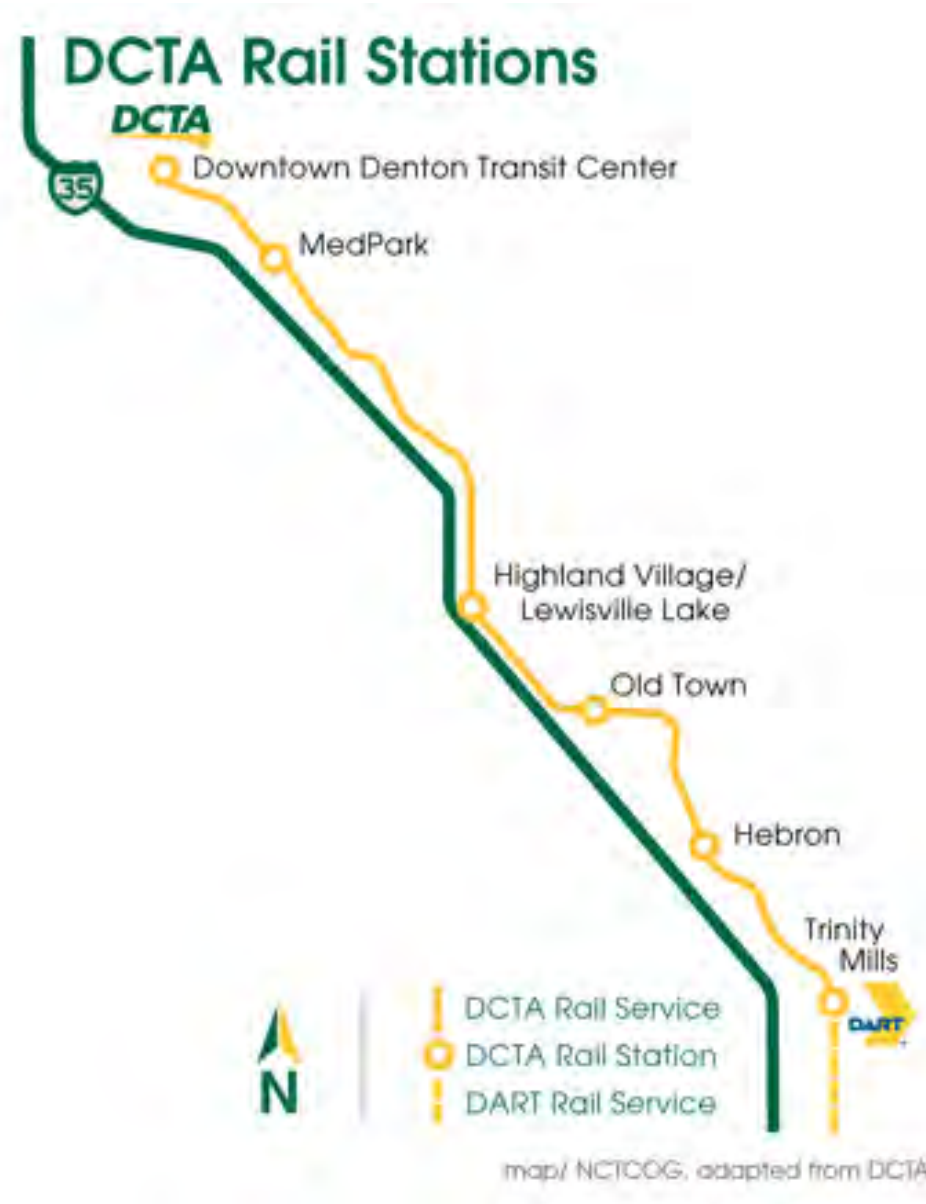 DCTA Rail Stations
DCTA
35
Downtown Denton Transit Center
MedPark
Highland Village/
Lewisville Lake
Old Town
Hebron
Trinity
Mills
DART
DCTA Rail Service
DCTA Rail Station
DART Rail Service
N
map/ NCTCOG, adapted from DCTA